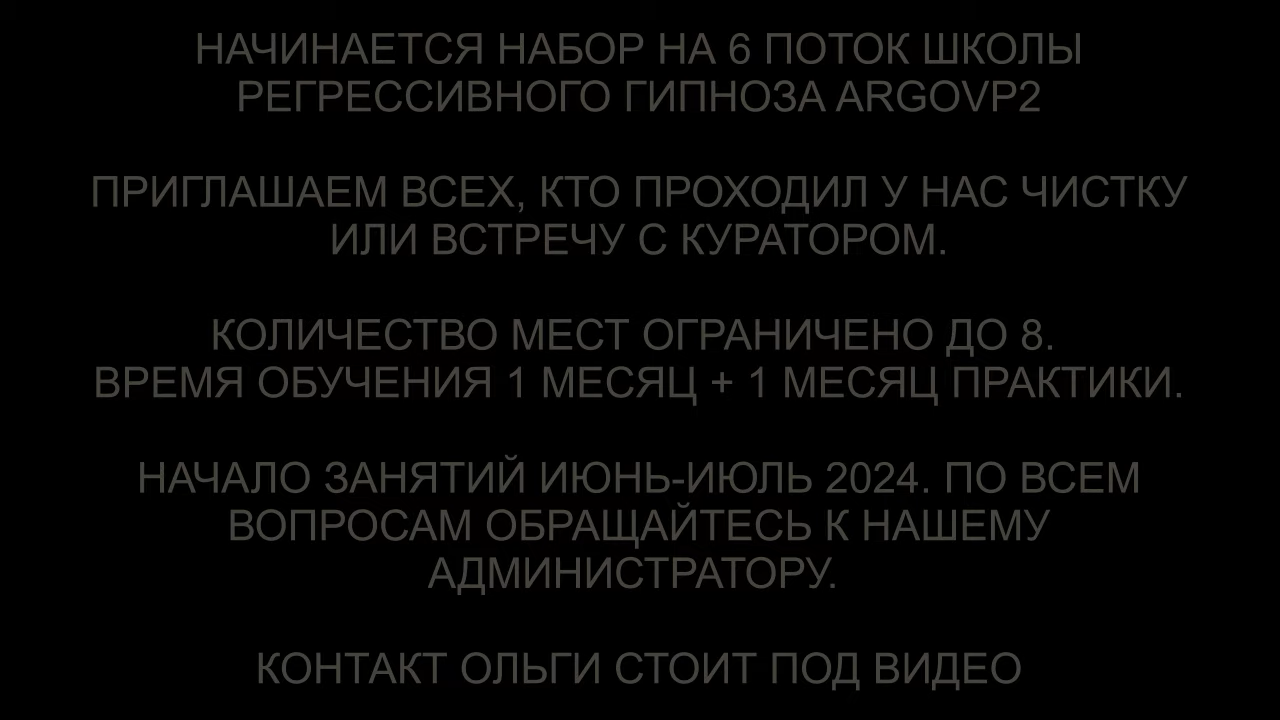 НАЧИНАЕТСЯ НАБОР НА 6 ПОТОК ШКОЛЫ
РЕГРЕССИВНОГО ГИПНОЗА ARGOVP2
ПРИГЛАШАЕМ ВСЕХ, КТО ПРОХОДИЛ У НАС ЧИСТКУ
ИЛИ ВСТРЕЧУ С КУРАТОРОМ.
КОЛИЧЕСТВО МЕСТ ОГРАНИЧЕНО ДО 8.
ВРЕМЯ ОБУЧЕНИЯ 1 МЕСЯЦ + 1 МЕСЯЦ ПРАКТИКИ.
НАЧАЛО ЗАНЯТИЙ ИЮНЬ-ИЮЛЬ 2024. ПО ВСЕМ
ВОПРОСАМ ОБРАЩАЙТЕСЬ К НАШЕМУ
АДМИНИСТРАТОРУ.
КОНТАКТ ОЛЬГИ СТОИТ ПОД ВИДЕО